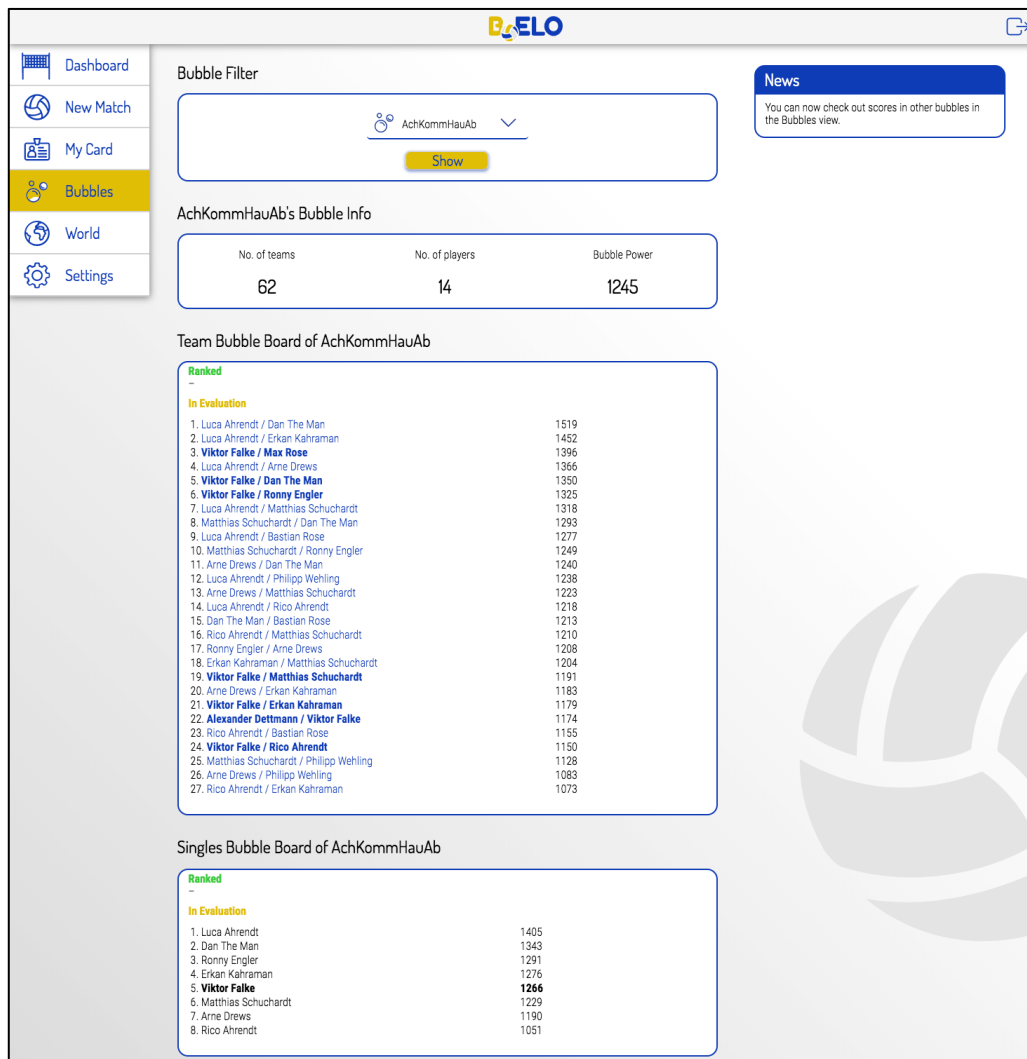 BeELO
Dashboard
New Match
My Card
Bubbles
World
Settings
Bubble Filter
AchKommHauAb
Show
AchKommHauAb's Bubble Info
No. of teams No. of players Bubble Power
62 14 1245
Team Bubble Board of AchKommHauAb
Ranked
–
In Evaluation
1. Luca Ahrendt / Dan The Man 1519
2. Luca Ahrendt / Erkan Kahraman 1452
3. Viktor Falke / Max Rose 1396
4. Luca Ahrendt / Arne Drews 1366
5. Viktor Falke / Dan The Man 1350
6. Viktor Falke / Ronny Engler 1325
7. Luca Ahrendt / Matthias Schuchardt 1318
8. Matthias Schuchardt / Dan The Man 1293
9. Luca Ahrendt / Bastian Rose 1277
10. Matthias Schuchardt / Ronny Engler 1249
11. Arne Drews / Dan The Man 1240
12. Luca Ahrendt / Philipp Wehling 1238
13. Arne Drews / Matthias Schuchardt 1223
14. Luca Ahrendt / Rico Ahrendt 1218
15. Dan The Man / Bastian Rose 1213
16. Rico Ahrendt / Matthias Schuchardt 1210
17. Ronny Engler / Arne Drews 1208
18. Erkan Kahraman / Matthias Schuchardt 1204
19. Viktor Falke / Matthias Schuchardt 1191
20. Arne Drews / Erkan Kahraman 1183
21. Viktor Falke / Erkan Kahraman 1179
22. Alexander Dettmann / Viktor Falke 1174
23. Rico Ahrendt / Bastian Rose 1155
24. Viktor Falke / Rico Ahrendt 1150
25. Matthias Schuchardt / Philipp Wehling 1128
26. Arne Drews / Philipp Wehling 1083
27. Rico Ahrendt / Erkan Kahraman 1073
Singles Bubble Board of AchKommHauAb
Ranked
–
In Evaluation
1. Luca Ahrendt 1405
2. Dan The Man 1343
3. Ronny Engler 1291
4. Erkan Kahraman 1276
5. Viktor Falke 1266
6. Matthias Schuchardt 1229
7. Arne Drews 1190
8. Rico Ahrendt 1051
News
You can now check out scores in other bubbles in
the Bubbles view.